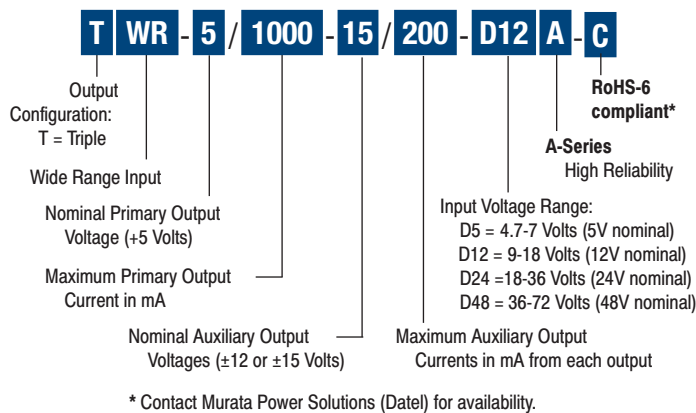 T WR - 5 / 1000 - 15 / 200 - D12 A - C
Output
Configuration:
T = Triple
Wide Range Input
Nominal Primary Output
Voltage (+5 Volts)
Maximum Primary Output
Current in mA
Nominal Auxiliary Output
Voltages (±12 or ±15 Volts)
Maximum Auxiliary Output
Currents in mA from each output
Input Voltage Range:
D5 = 4.7-7 Volts (5V nominal)
D12 = 9-18 Volts (12V nominal)
D24 =18-36 Volts (24V nominal)
D48 = 36-72 Volts (48V nominal)
A-Series
High Reliability
RoHS-6
compliant*
* Contact Murata Power Solutions (Datel) for availability.